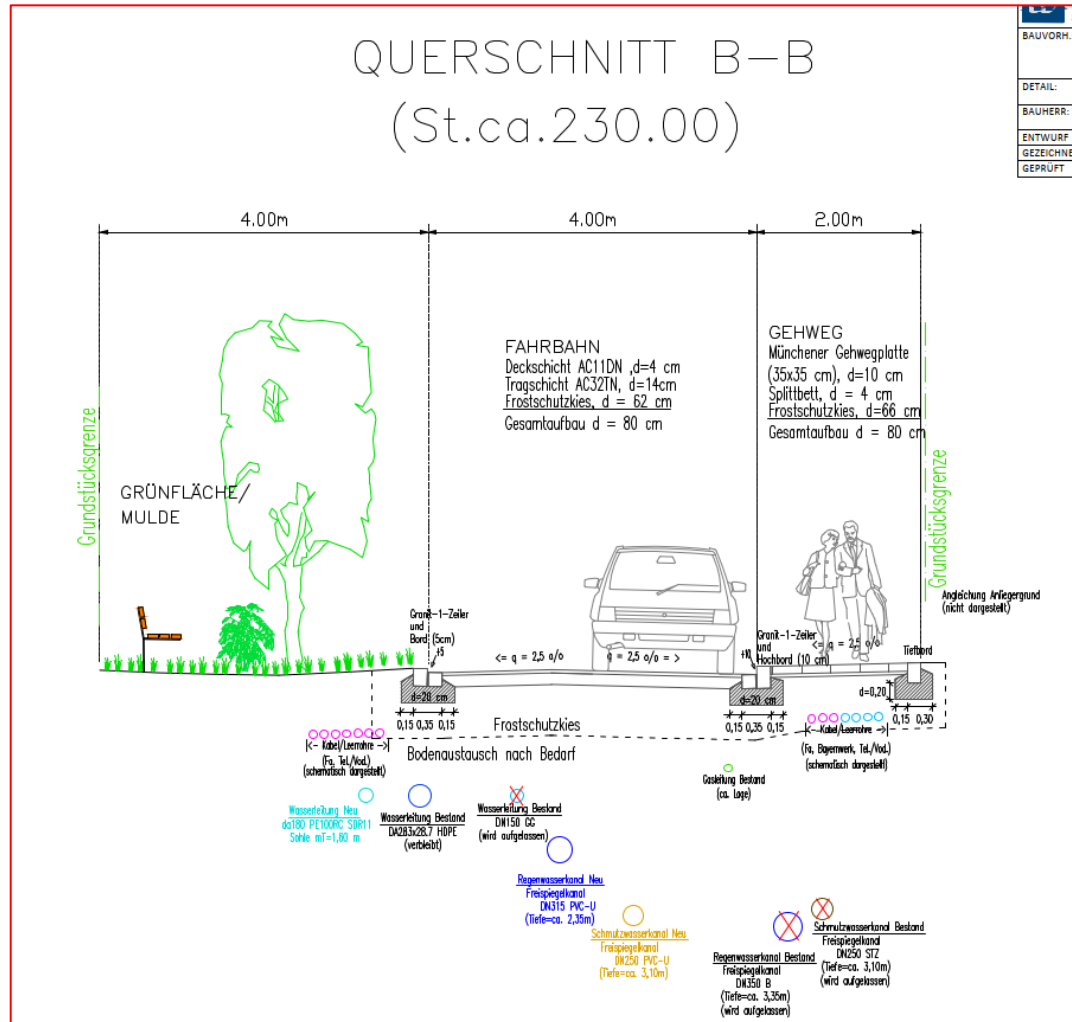 QUERSCHNITT B-B
(St.ca.230.00)
BAUVORH.:
DETAIL:
BAUHERR:
ENTWURF
GEZEICHNE
GEPRÜFT
4.00m
4.00m
2.00m
Grundstücksgrenze
GRÜNFLÄCHE/
MULDE
FAHRBAHN
Deckschicht AC11DN ,d=4 cm
Tragschicht AC32TN, d=14cm
Frostschutzkies, d = 62 cm
Gesamtaufbau d = 80 cm
GEHWEG
Münchener Gehwegplatte
(35x35 cm), d=10 cm
Splittbett, d = 4 cm
Frostschutzkies, d=66 cm
Gesamtaufbau d = 80 cm
Grundstücksgrenze
Angleichung Anliegergrund
(nicht dargestellt)
Granit-1-Zeiler
und
Bord (5cm)
+5
<= q = 2,5 o/o
q = 2,5 o/o = >
+10
Granit-1-Zeiler
und
Hochbord (10 cm)
<= q = 2,5 o/o
Tiefbord
d=20 cm
0,15 0,35 0,15
d=20 cm
0,15 0,35 0,15
d=0,20
0,15 0,30
Frostschutzkies
Bodenaustausch nach Bedarf
<- Kabel/Leerrohre ->
(Fa. Tel./Vod.)
(schematisch dargestellt)
<- Kabel/Leerrohre ->
(Fa, Bayernwerk, Tel./Vod.)
(schematisch dargestellt)
Gasleitung Bestand
(ca. Lage)
Wasserleitung Neu
da180 PE100RC SDR11
Sohle mT=1,60 m
Wasserleitung Bestand
DA283x28.7 HDPE
(verbleibt)
Wasserleitung Bestand
DN150 GG
(wird aufgelassen)
Regenwasserkanal Neu
Freispiegelkanal
DN315 PVC-U
(Tiefe=ca. 2,35m)
Schmutzwasserkanal Neu
Freispiegelkanal
DN250 PVC-U
(Tiefe=ca. 3,10m)
Regenwasserkanal Bestand
Freispiegelkanal
DN350 B
(Tiefe=ca. 3,35m)
(wird aufgelassen)
Schmutzwasserkanal Bestand
Freispiegelkanal
DN250 STZ
(Tiefe=ca. 3,10m)
(wird aufgelassen)